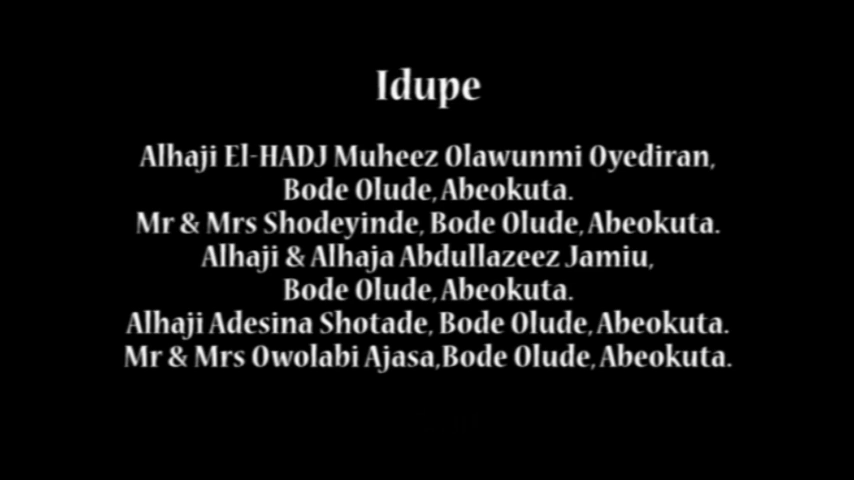 Idupe
Alhaji El-HADJ Muheez Olawunmi Oyediran,
Bode Olude, Abeokuta.
Mr & Mrs Shodeyinde, Bode Olude, Abeokuta.
Alhaji & Alhaja Abdullazeez Jamiu,
Bode Olude, Abeokuta.
Alhaji Adesina Shotade, Bode Olude, Abeokuta.
Mr & Mrs Owolabi Ajasa,Bode Olude, Abeokuta.